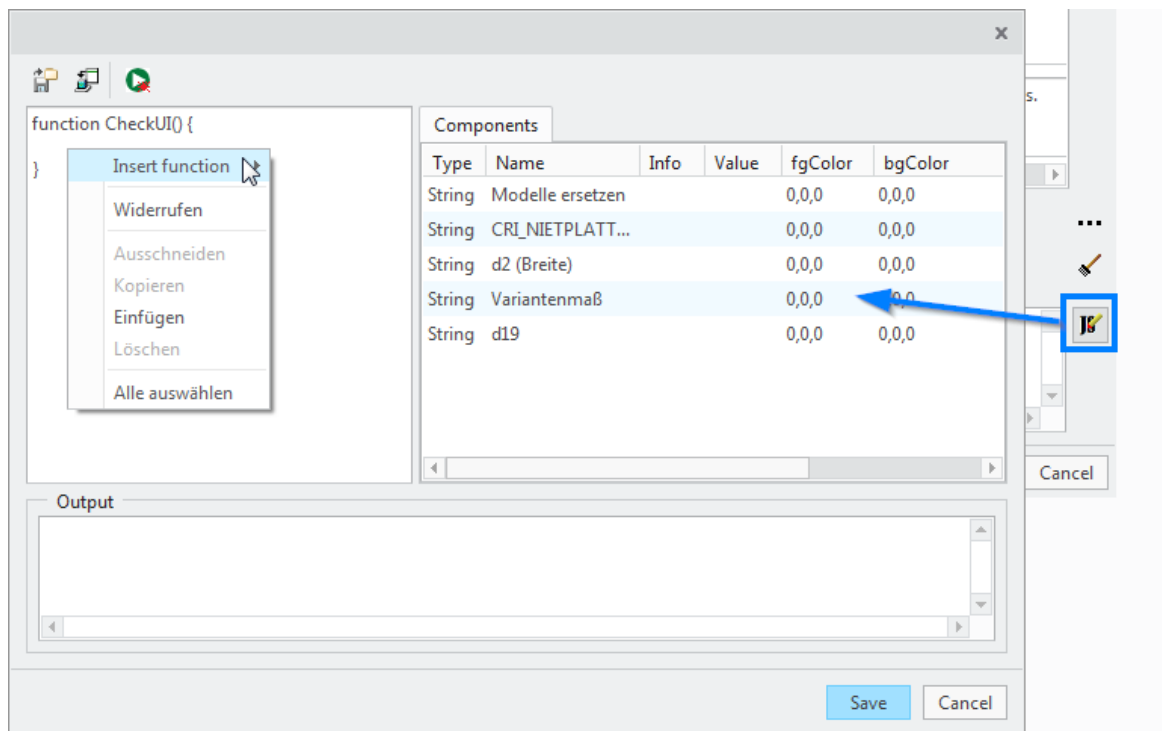 x
s.
function CheckUI() {
}
Insert function
Widerrufen
Ausschneiden
Kopieren
Einfügen
Löschen
Alle auswählen
Components
Type Name Info Value fgColor bgColor
String Modelle ersetzen 0,0,0 0,0,0
String CRI_NIETPLATT... 0,0,0 0,0,0
String d2 (Breite) 0,0,0 0,0,0
String Variantenmaß 0,0,0 0,0,0
String d19 0,0,0 0,0,0
...
Cancel
Output
Save Cancel